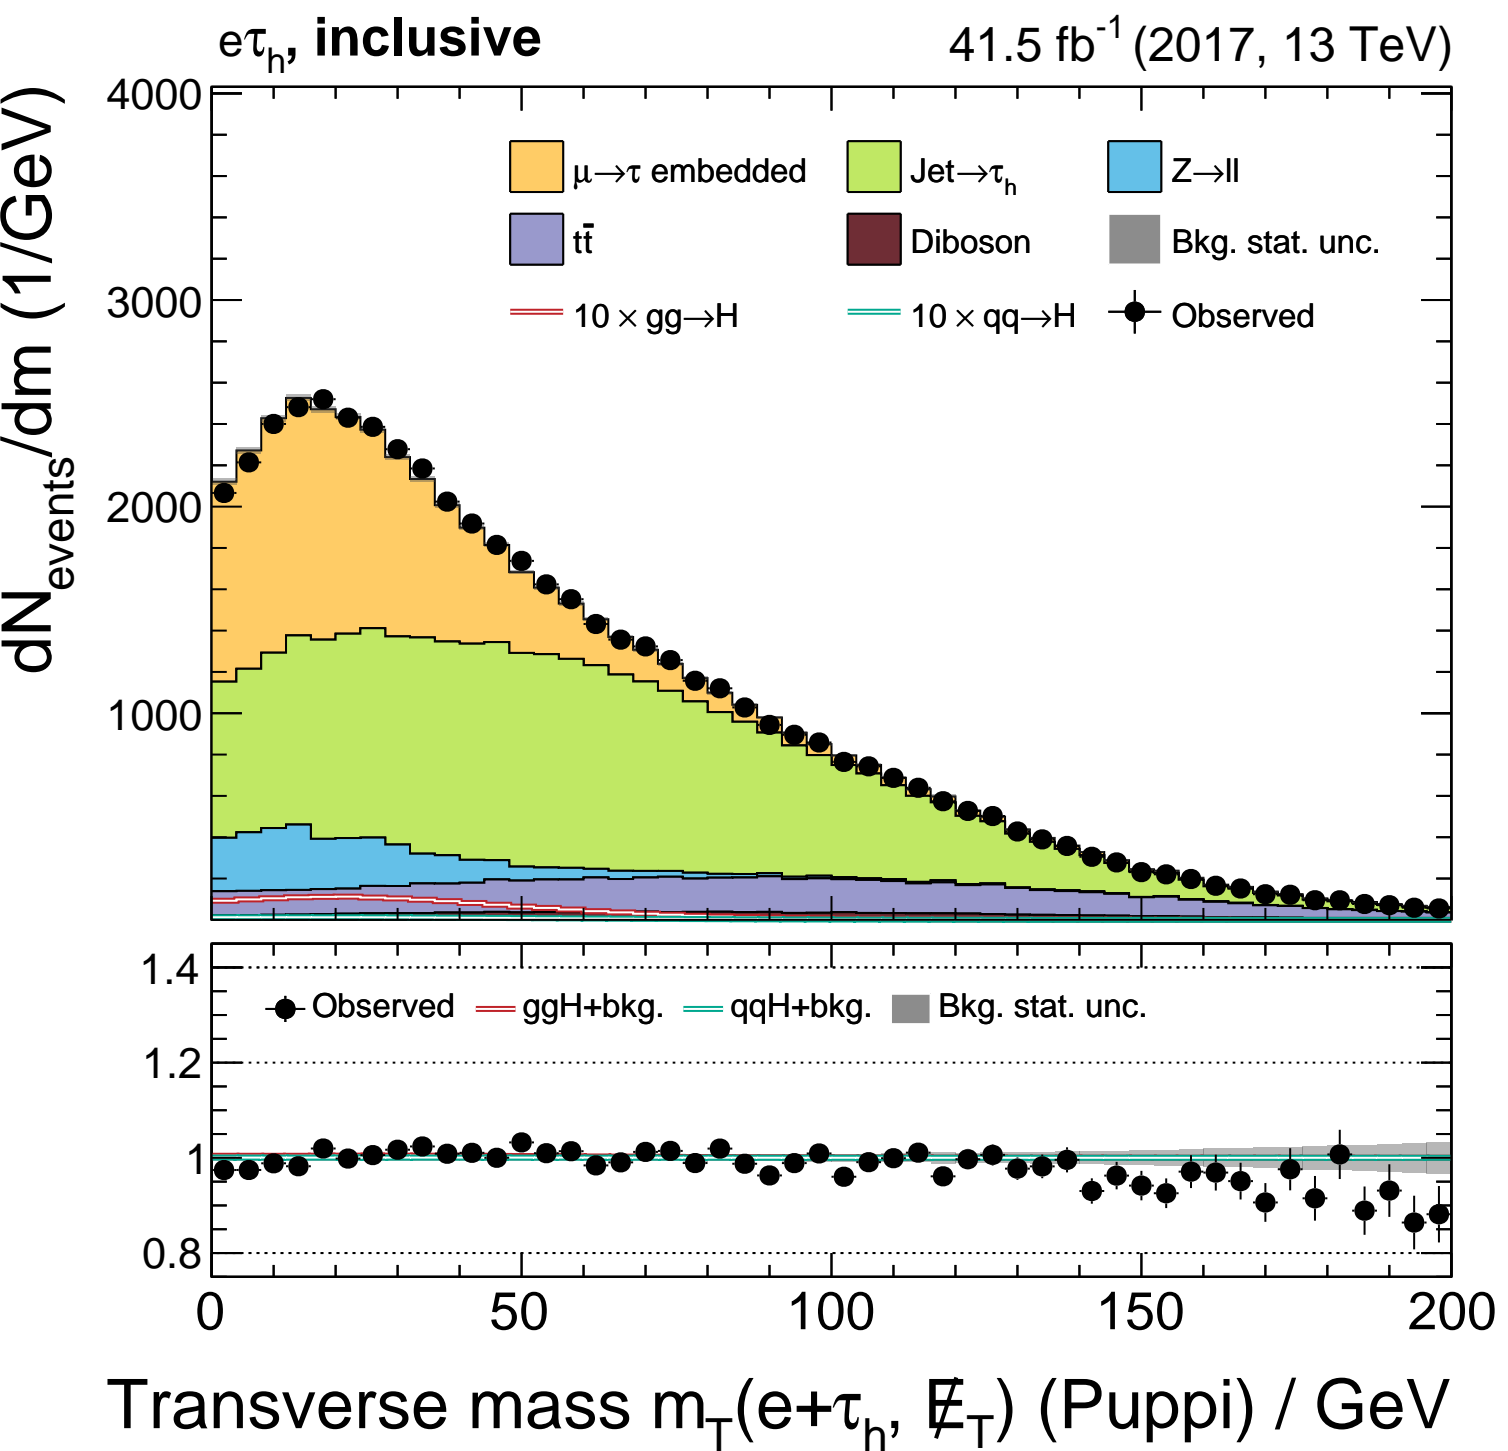 eτh, inclusive 41.5 fb-1 (2017, 13 TeV)
dNevents/dm (1/GeV)
4000
3000
2000
1000
μ→τ embedded Jet→τh Z→ll
tt̄ Diboson Bkg. stat. unc.
10 × gg→H 10 × qq→H Observed
1.4
1.2
1
0.8
Observed ggH+bkg. qqH+bkg. Bkg. stat. unc.
0 50 100 150 200
Transverse mass mT(e+τh, E̸T) (Puppi) / GeV